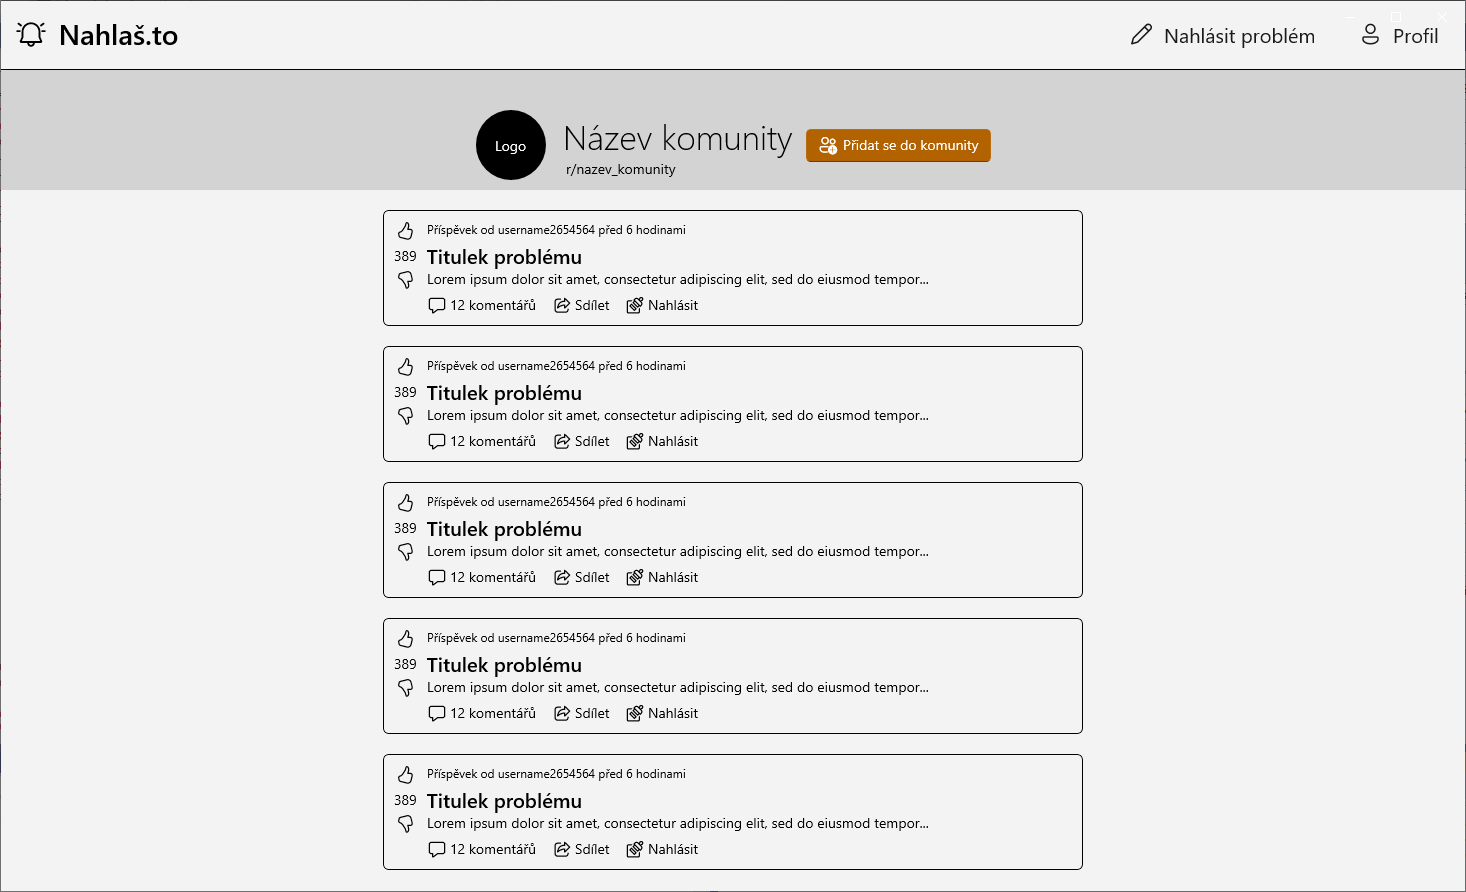 Nahlaš.to
Nahlásit problém
Profil
Logo
Název komunity
r/nazev_komunity
Přidat se do komunity
Příspěvek od username2654564 před 6 hodinami
389
Titulek problému
Lorem ipsum dolor sit amet, consectetur adipiscing elit, sed do eiusmod tempor...
12 komentářů Sdílet Nahlásit
Příspěvek od username2654564 před 6 hodinami
389
Titulek problému
Lorem ipsum dolor sit amet, consectetur adipiscing elit, sed do eiusmod tempor...
12 komentářů Sdílet Nahlásit
Příspěvek od username2654564 před 6 hodinami
389
Titulek problému
Lorem ipsum dolor sit amet, consectetur adipiscing elit, sed do eiusmod tempor...
12 komentářů Sdílet Nahlásit
Příspěvek od username2654564 před 6 hodinami
389
Titulek problému
Lorem ipsum dolor sit amet, consectetur adipiscing elit, sed do eiusmod tempor...
12 komentářů Sdílet Nahlásit
Příspěvek od username2654564 před 6 hodinami
389
Titulek problému
Lorem ipsum dolor sit amet, consectetur adipiscing elit, sed do eiusmod tempor...
12 komentářů Sdílet Nahlásit